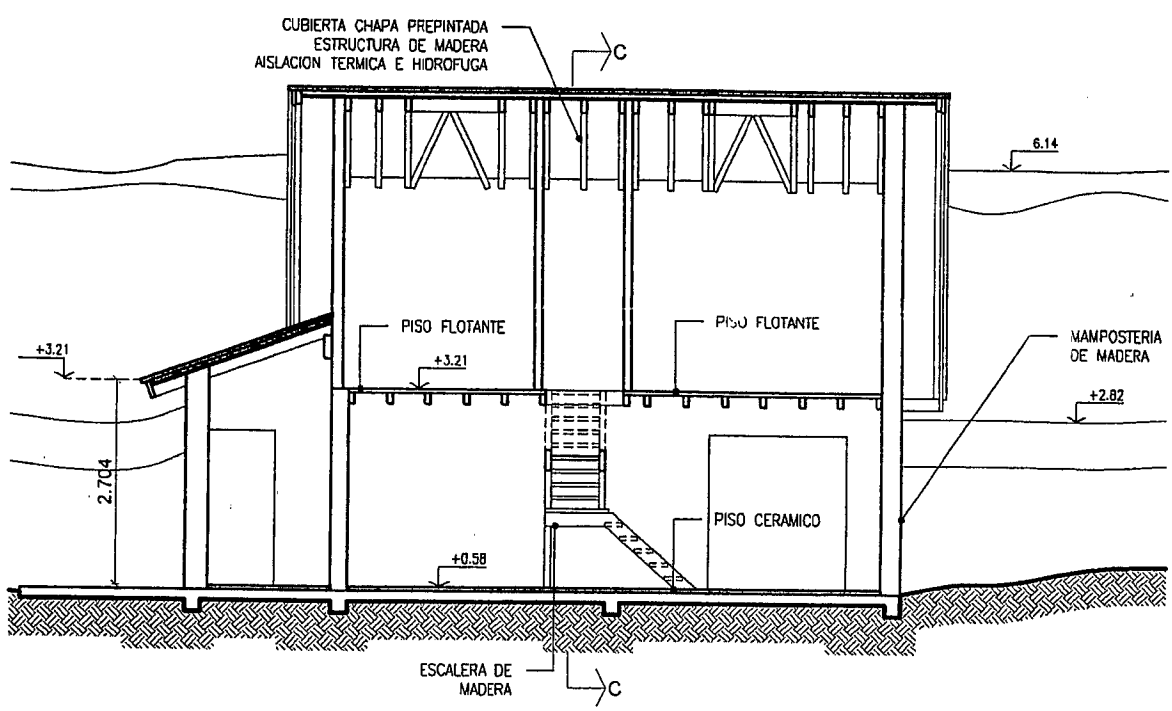 CUBIERTA CHAPA PREPINTADA
ESTRUCTURA DE MADERA
AISLACION TERMICA E HIDROFUGA
C
6.14
PISO FLOTANTE
PISO FLOTANTE
MAMPOSTERIA
DE MADERA
+3.21
+3.21
+2.82
2.704
PISO CERAMICO
+0.58
ESCALERA DE
MADERA
C